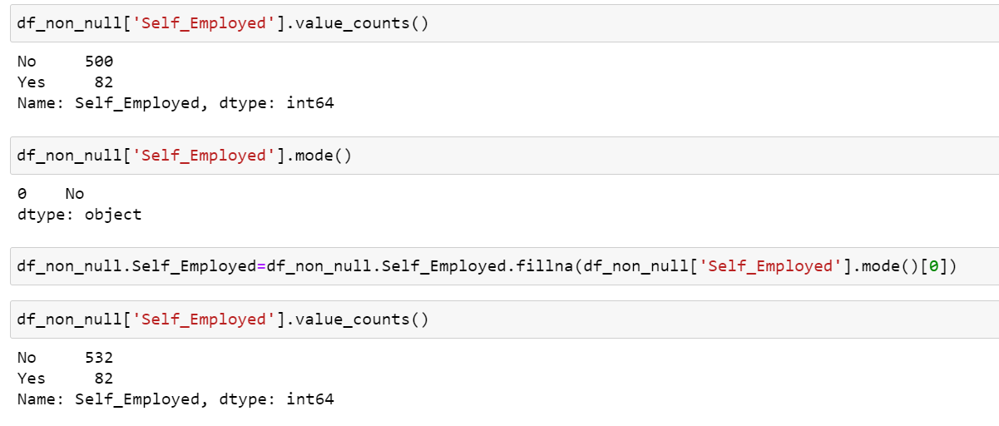 df_non_null['Self_Employed'].value_counts()
No     500
Yes     82
Name: Self_Employed, dtype: int64
df_non_null['Self_Employed'].mode()
0    No
dtype: object
df_non_null.Self_Employed=df_non_null.Self_Employed.fillna(df_non_null['Self_Employed'].mode()[0])
df_non_null['Self_Employed'].value_counts()
No     532
Yes     82
Name: Self_Employed, dtype: int64